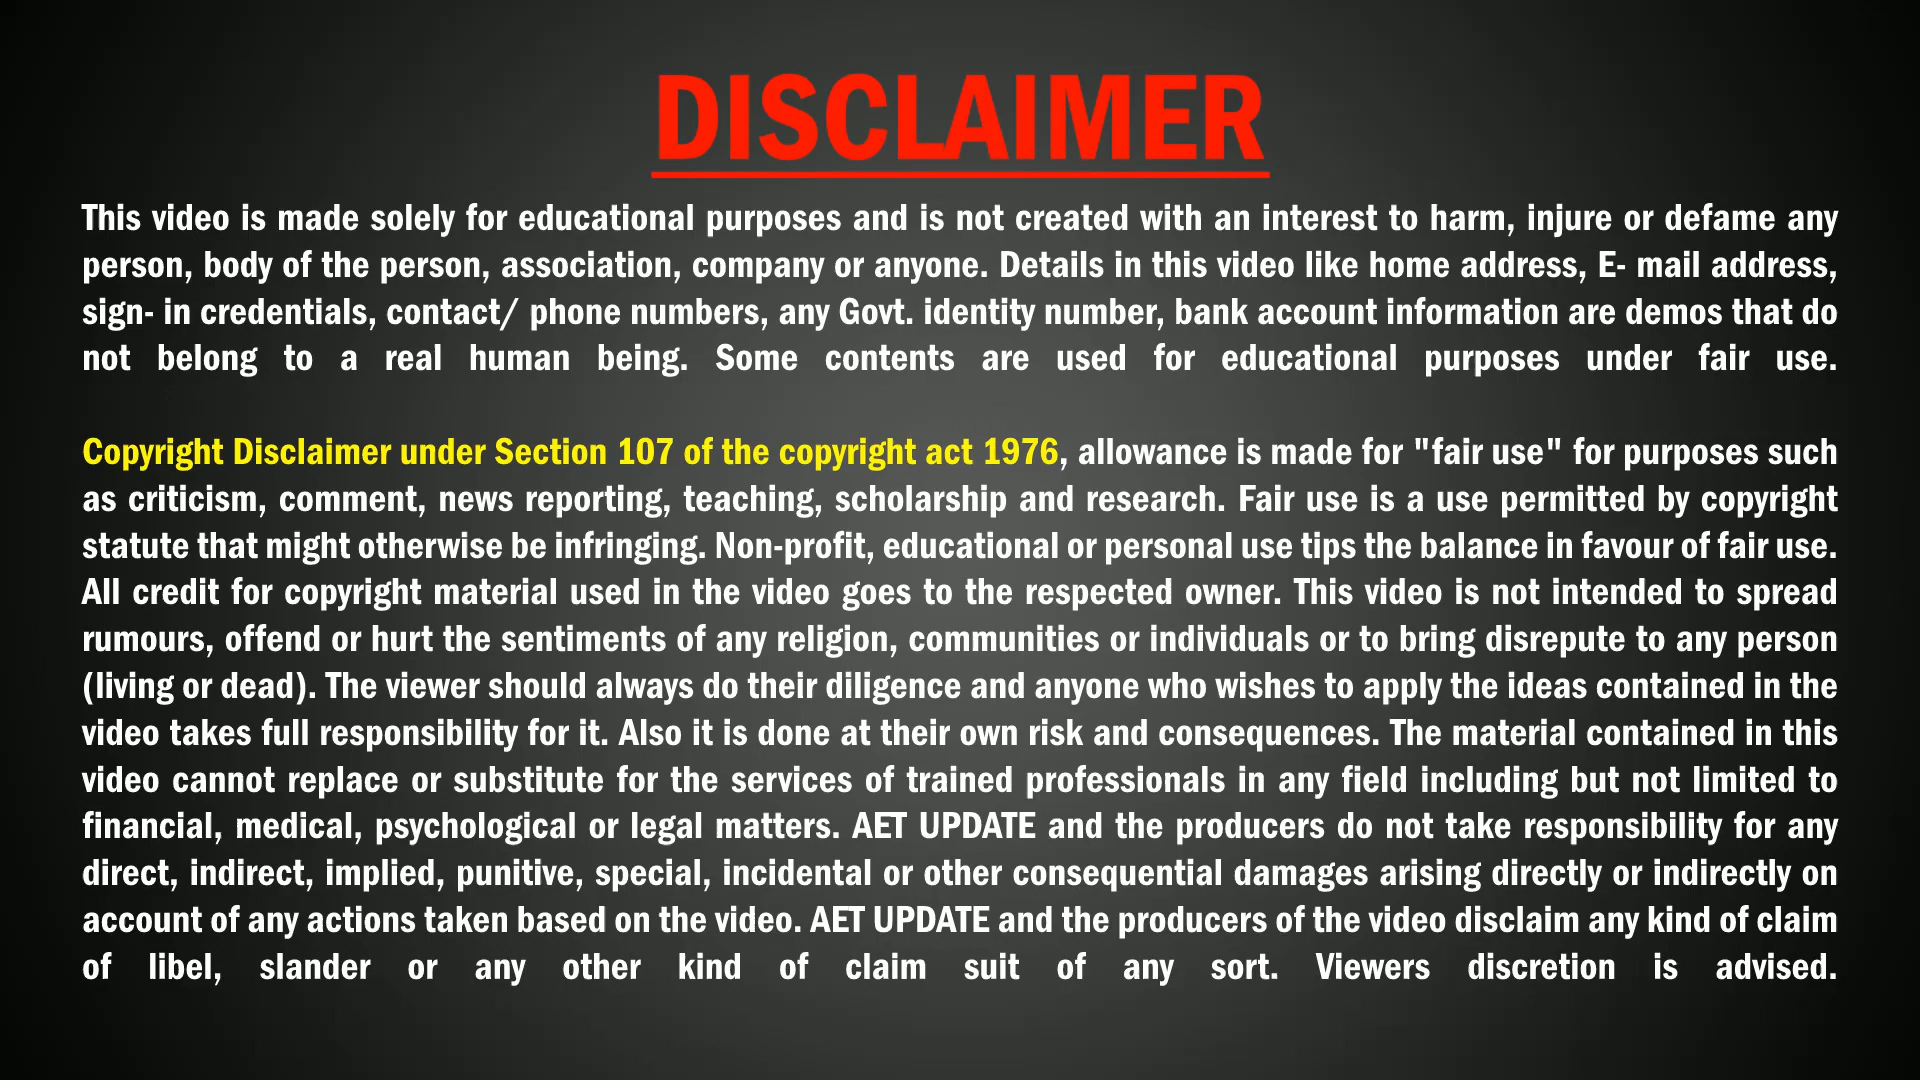 DISCLAIMER
This video is made solely for educational purposes and is not created with an interest to harm, injure or defame any
person, body of the person, association, company or anyone. Details in this video like home address, E- mail address,
sign- in credentials, contact/ phone numbers, any Govt. identity number, bank account information are demos that do
not belong to a real human being. Some contents are used for educational purposes under fair use.
Copyright Disclaimer under Section 107 of the copyright act 1976, allowance is made for "fair use" for purposes such
as criticism, comment, news reporting, teaching, scholarship and research. Fair use is a use permitted by copyright
statute that might otherwise be infringing. Non-profit, educational or personal use tips the balance in favour of fair use.
All credit for copyright material used in the video goes to the respected owner. This video is not intended to spread
rumours, offend or hurt the sentiments of any religion, communities or individuals or to bring disrepute to any person
(living or dead). The viewer should always do their diligence and anyone who wishes to apply the ideas contained in the
video takes full responsibility for it. Also it is done at their own risk and consequences. The material contained in this
video cannot replace or substitute for the services of trained professionals in any field including but not limited to
financial, medical, psychological or legal matters. AET UPDATE and the producers do not take responsibility for any
direct, indirect, implied, punitive, special, incidental or other consequential damages arising directly or indirectly on
account of any actions taken based on the video. AET UPDATE and the producers of the video disclaim any kind of claim
of libel, slander or any other kind of claim suit of any sort. Viewers discretion is advised.